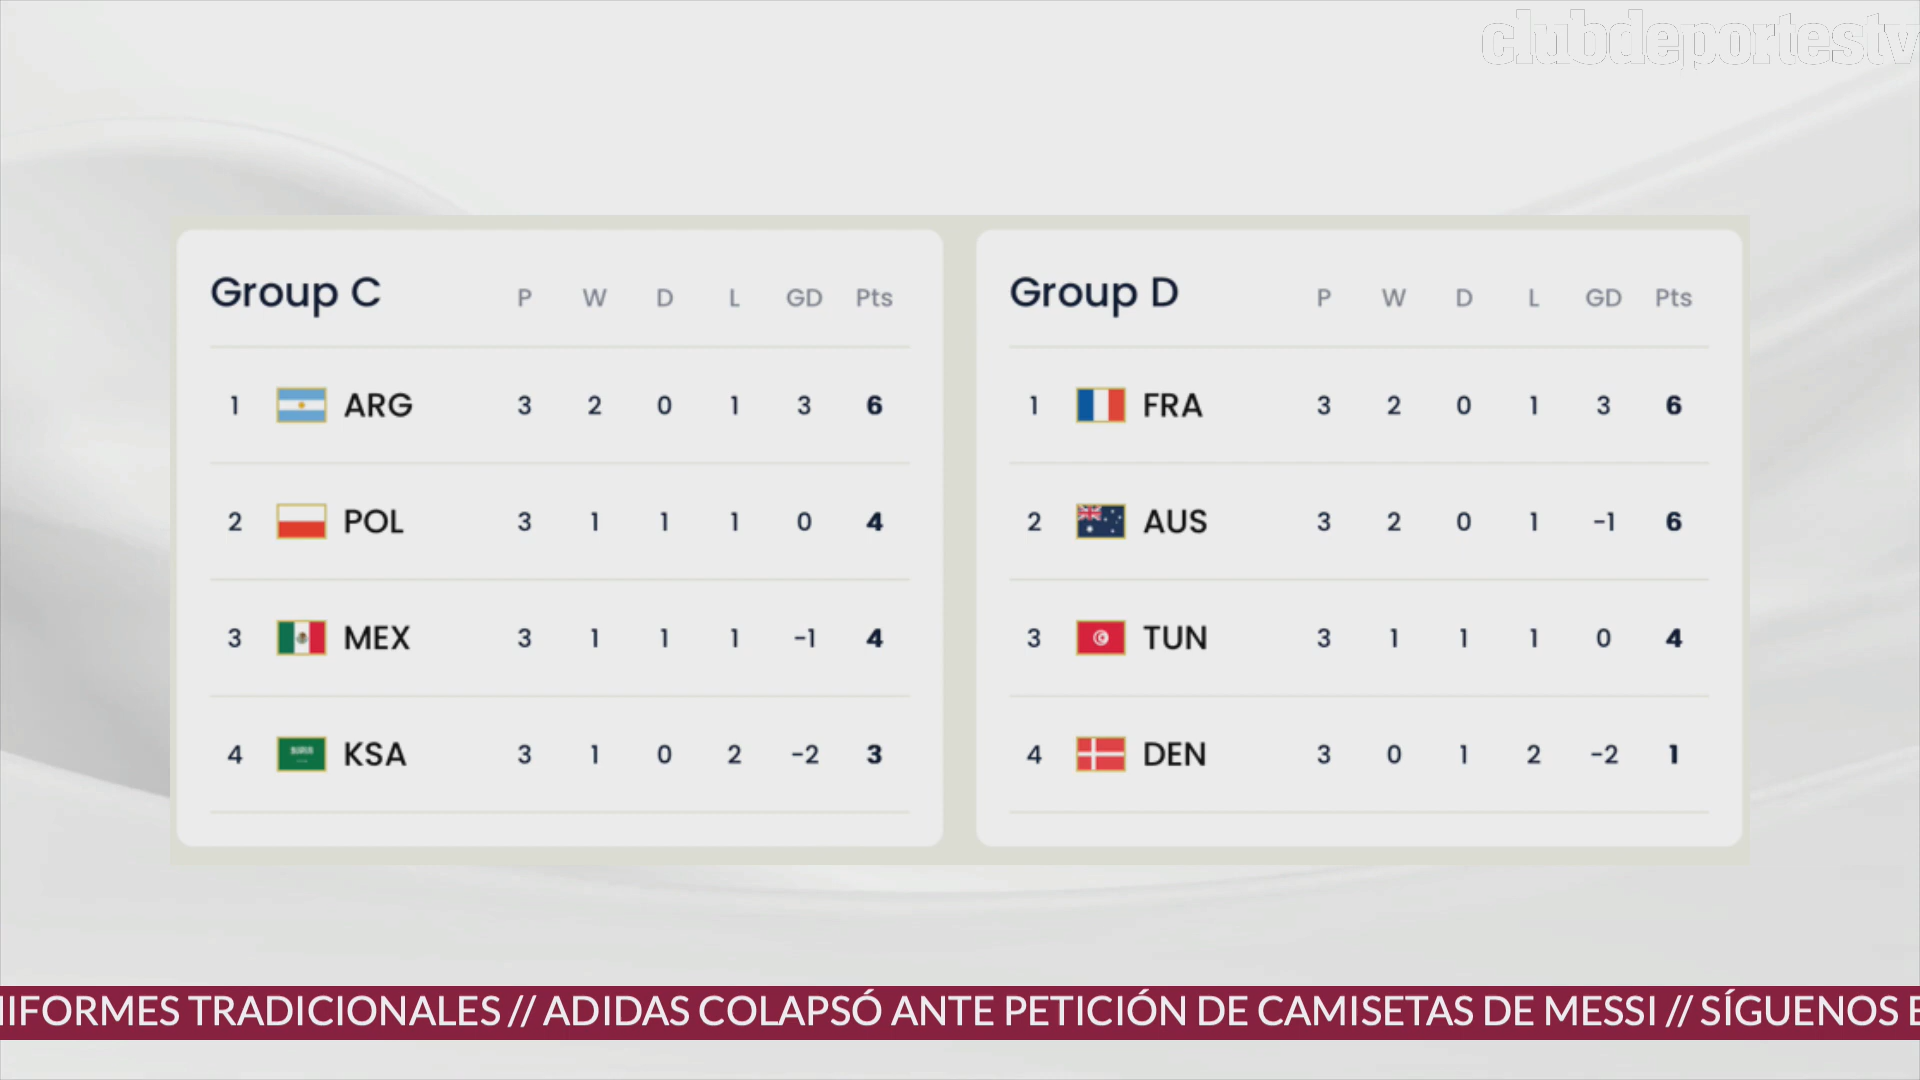 clubdeportestv
Group C P W D L GD Pts
1 ARG 3 2 0 1 3 6
2 POL 3 1 1 1 0 4
3 MEX 3 1 1 1 -1 4
4 KSA 3 1 0 2 -2 3
Group D P W D L GD Pts
1 FRA 3 2 0 1 3 6
2 AUS 3 2 0 1 -1 6
3 TUN 3 1 1 1 0 4
4 DEN 3 0 1 2 -2 1
NIFORMES TRADICIONALES // ADIDAS COLAPSÓ ANTE PETICIÓN DE CAMISETAS DE MESSI // SÍGUENOS E